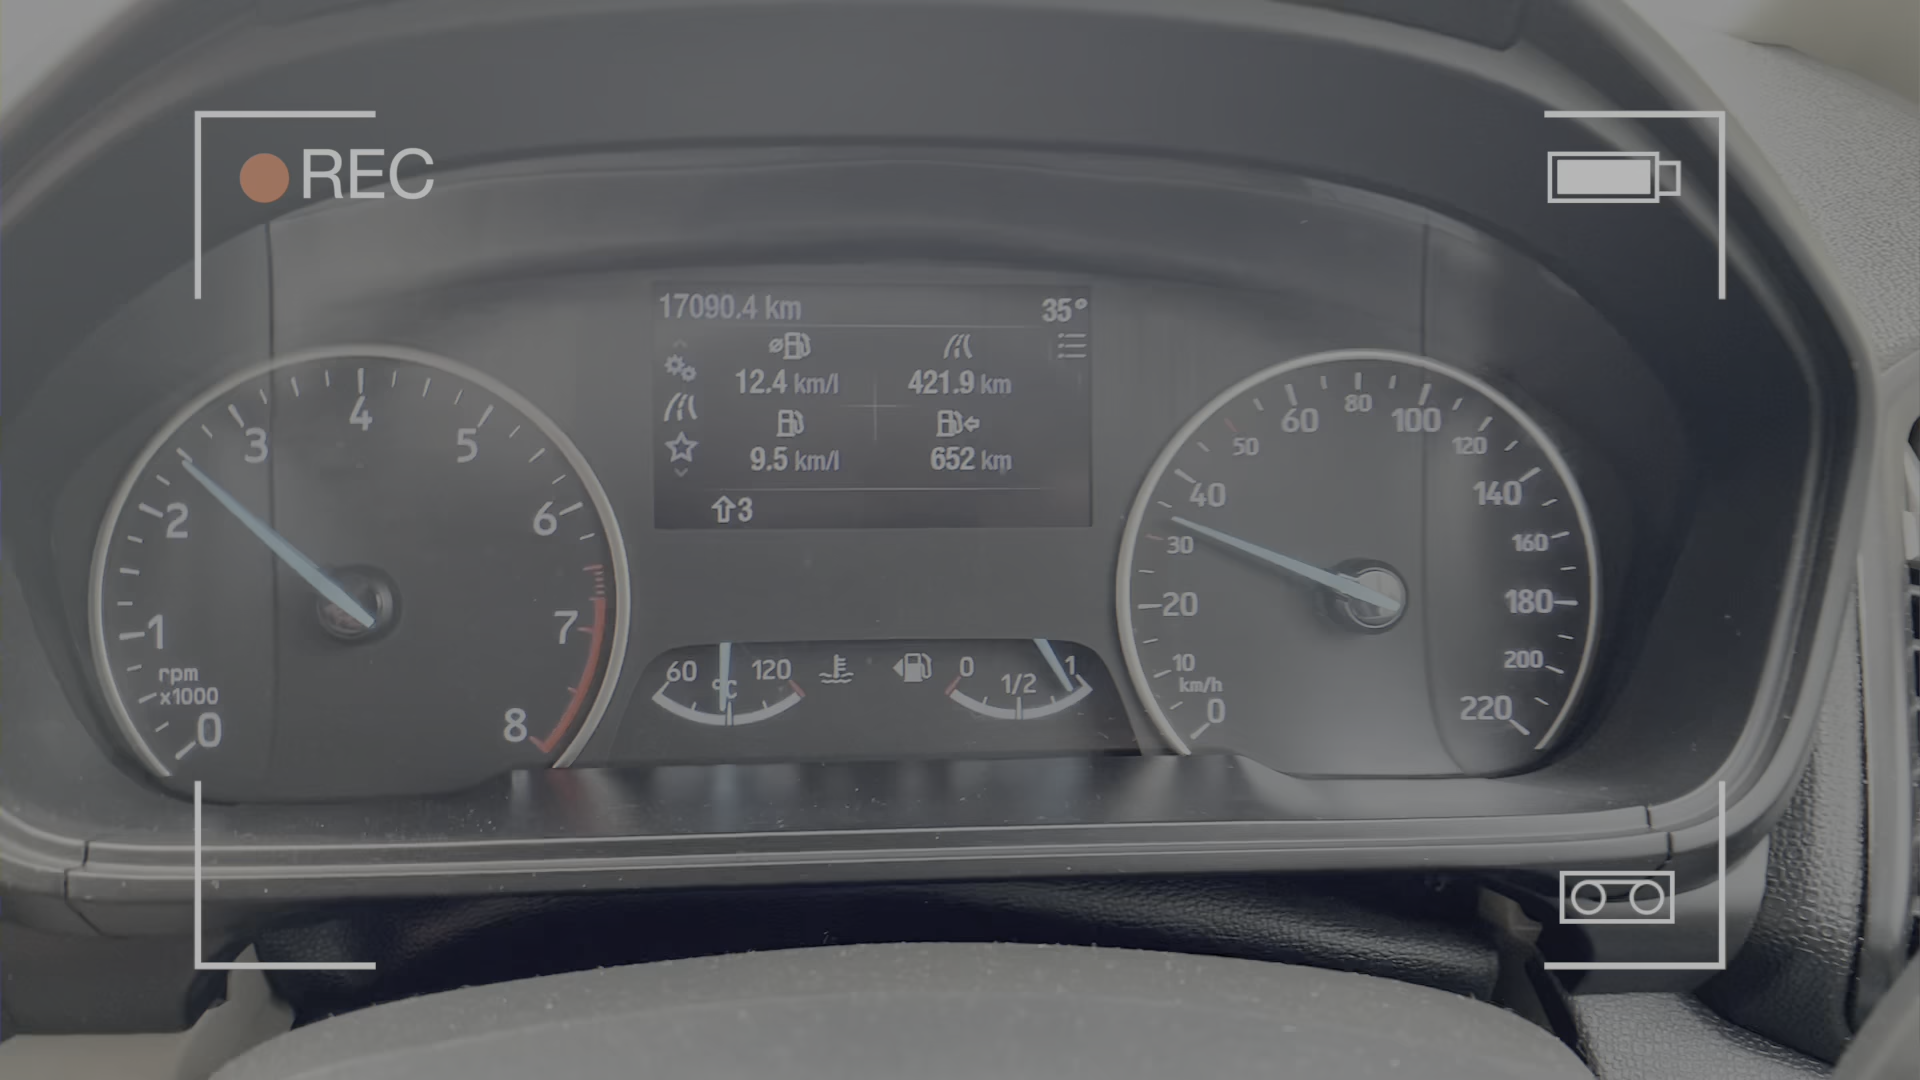 REC
17090.4 km 35°
12.4 km/l 421.9 km
9.5 km/l 652 km
⇧3
0 1 2 3 4 5 6 7 8
rpm
x1000
60 °C 120
0 1/2 1
0 10 20 30 40 50 60 80 100 120 140 160 180 200 220
km/h